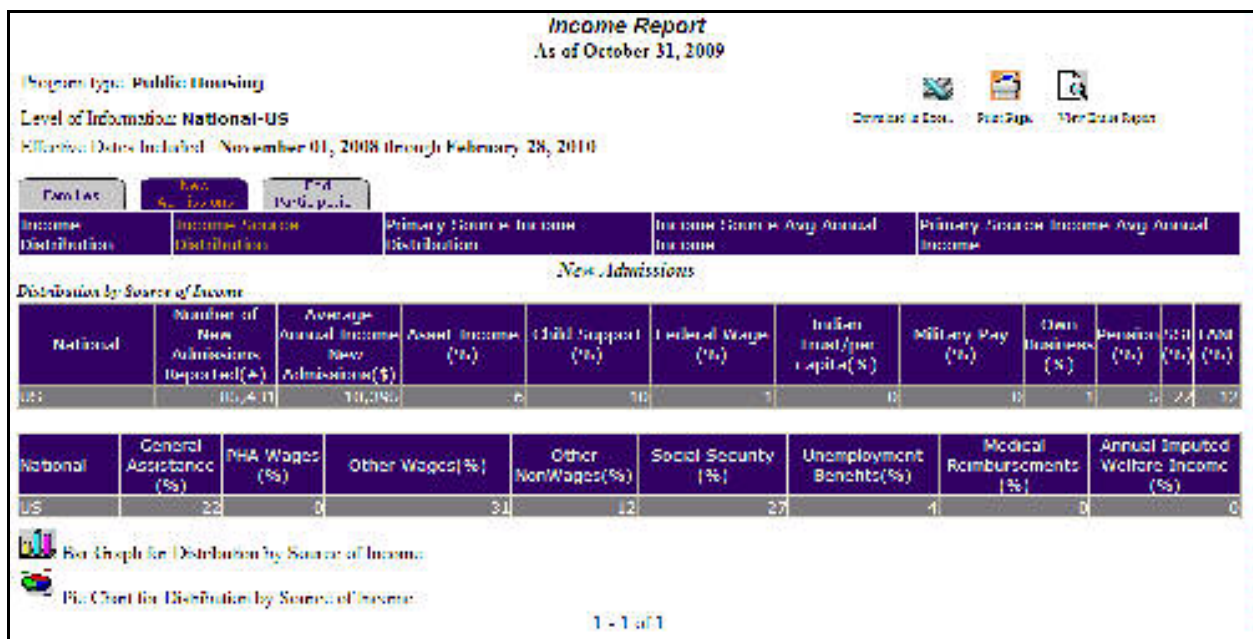 Income Report
As of October 31, 2009
Program type: Public Housing
Level of Information: National-US
Effective Dates Included: November 01, 2008 through February 28, 2010
Download in Excel Print Page View Entire Report
Families New Admissions End Participation
Income Distribution Income Source Distribution Primary Source Income Distribution Income Source Avg Annual Income Primary Source Income Avg Annual Income
New Admissions
Distribution by Source of Income
National Number of New Admissions Reported(#) Average Annual Income New Admissions($) Asset Income (%) Child Support (%) Federal Wage (%) Indian Trust/per capita(%) Military Pay (%) Own Business (%) Pension (%) SSI (%) TANF (%)
US 6 10 1 0 0 1 22 12
National General Assistance (%) PHA Wages (%) Other Wages(%) Other NonWages(%) Social Security (%) Unemployment Benefits(%) Medical Reimbursements (%) Annual Imputed Welfare Income (%)
US 22 0 31 12 27 4 0 0
Bar Graph for Distribution by Source of Income
Pie Chart for Distribution by Source of Income
1 - 1 of 1